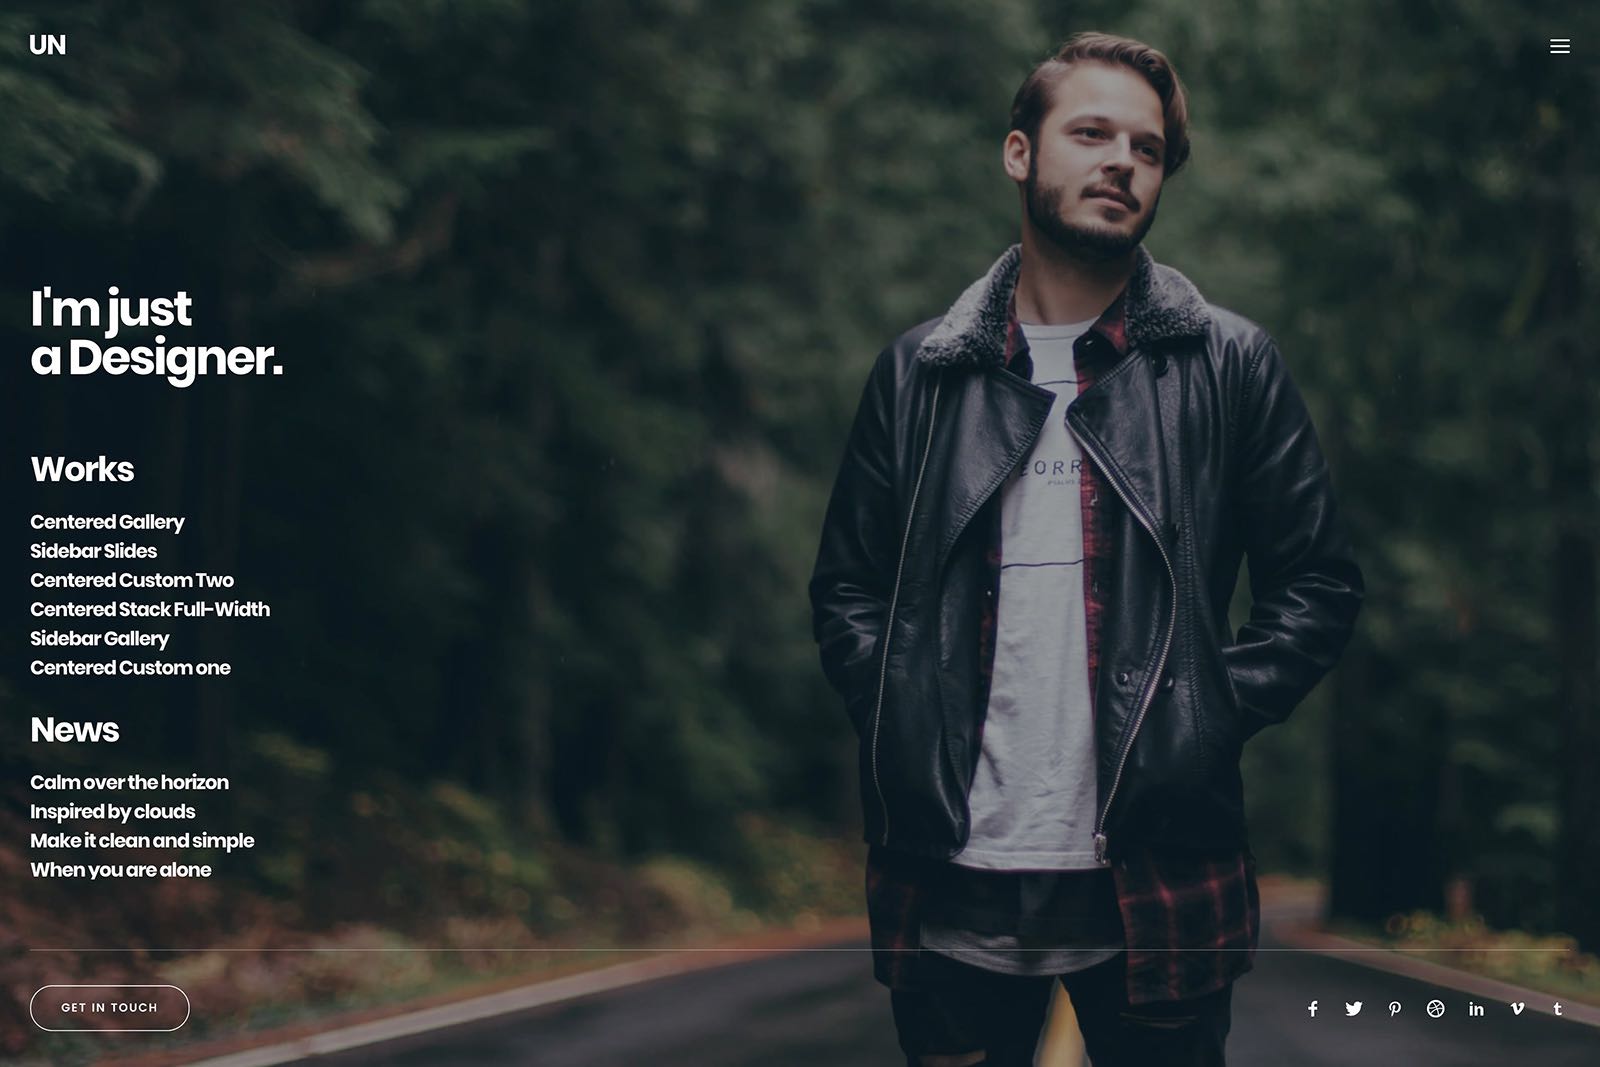 UN
I'm just
a Designer.
Works
Centered Gallery
Sidebar Slides
Centered Custom Two
Centered Stack Full-Width
Sidebar Gallery
Centered Custom one
News
Calm over the horizon
Inspired by clouds
Make it clean and simple
When you are alone
GET IN TOUCH